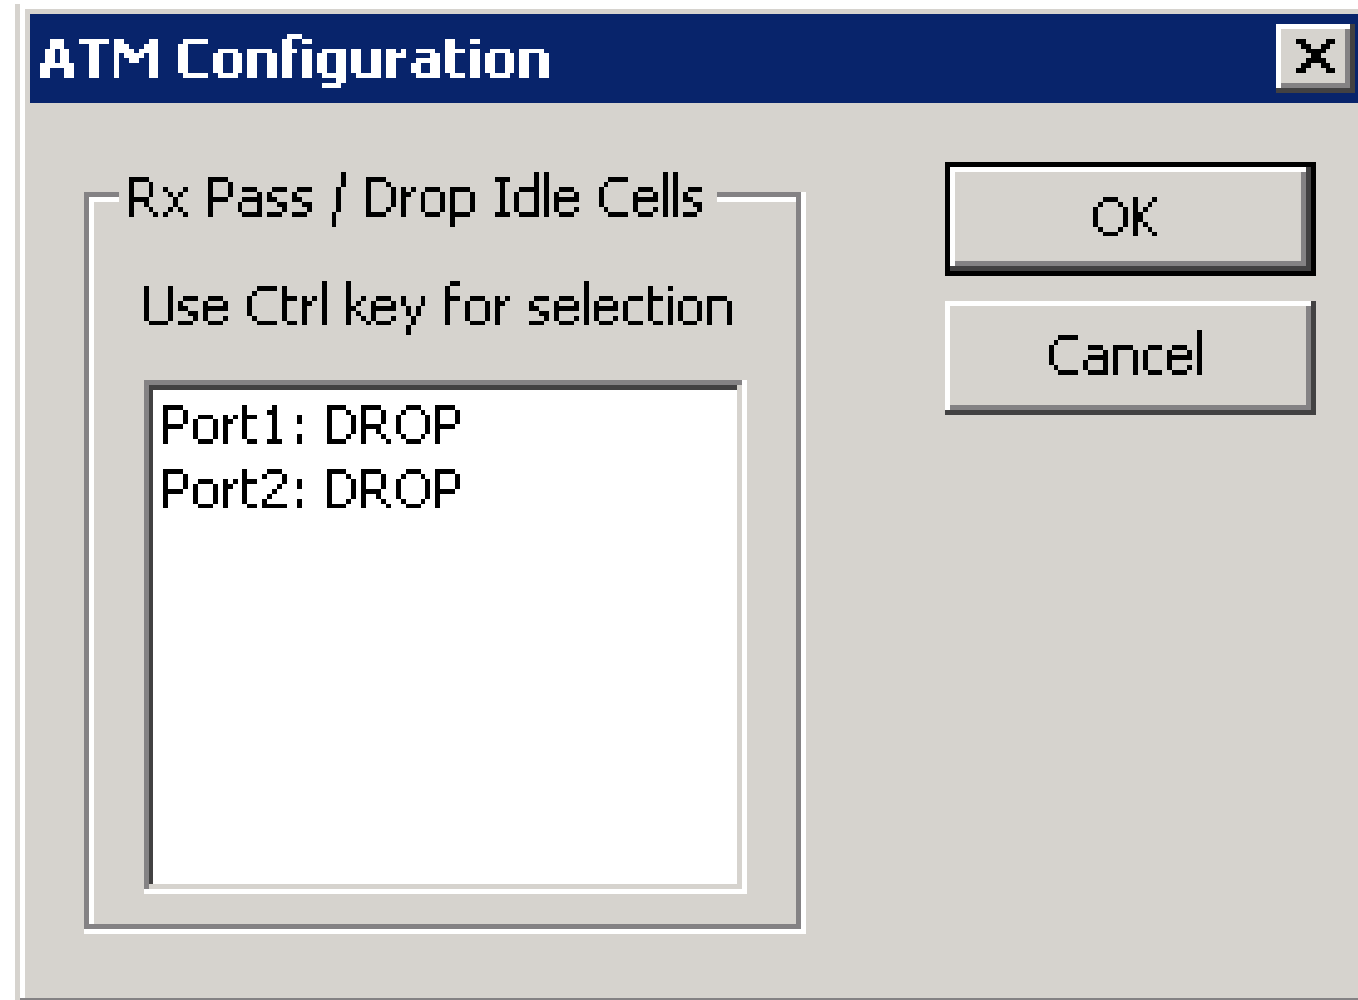 ATM Configuration
Rx Pass / Drop Idle Cells
Use Ctrl key for selection
Port1: DROP
Port2: DROP
OK
Cancel